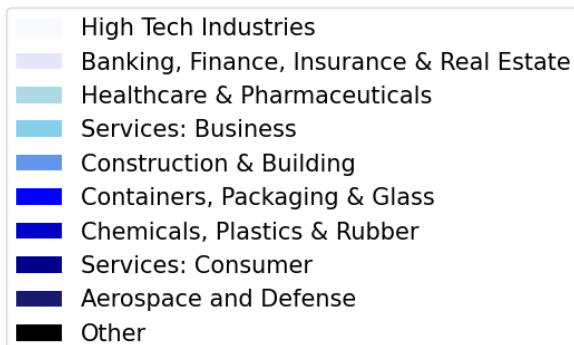 High Tech Industries
Banking, Finance, Insurance & Real Estate
Healthcare & Pharmaceuticals
Services: Business
Construction & Building
Containers, Packaging & Glass
Chemicals, Plastics & Rubber
Services: Consumer
Aerospace and Defense
Other